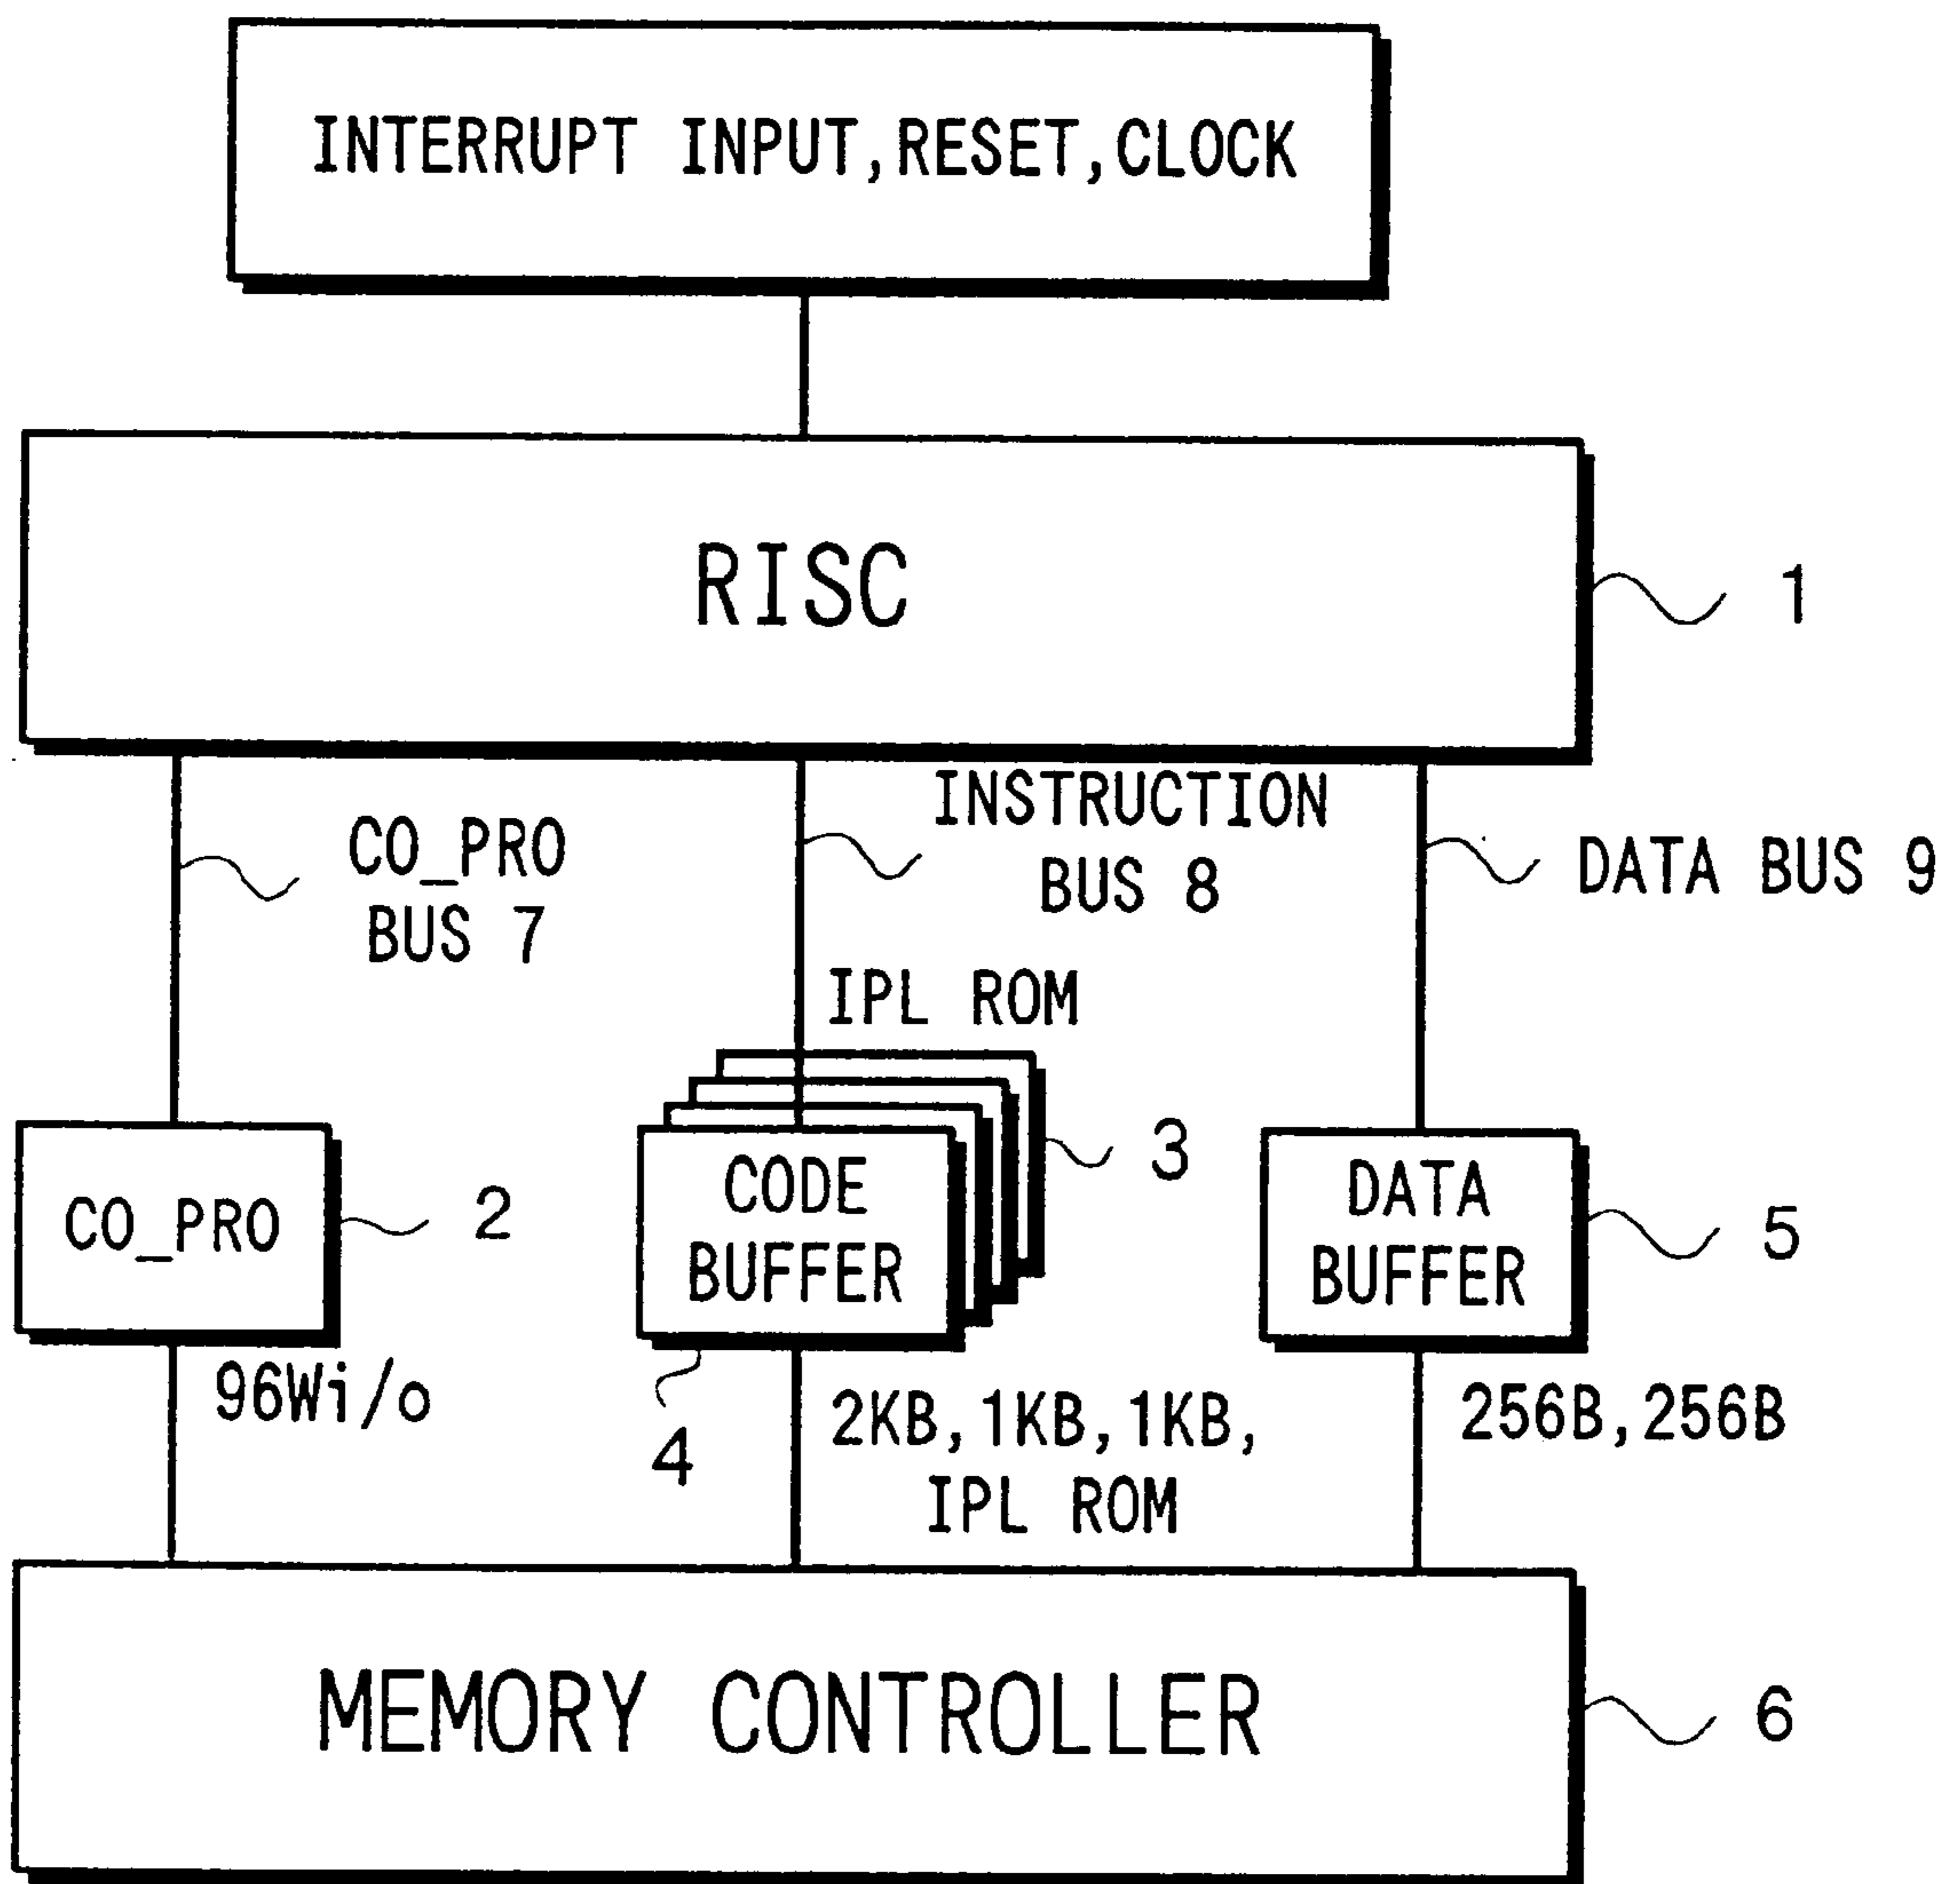 INTERRUPT INPUT,RESET,CLOCK
RISC
1
CO_PRO
BUS 7
INSTRUCTION
BUS 8
DATA BUS 9
IPL ROM
CO_PRO
2
CODE
BUFFER
3
4
DATA
BUFFER
5
96Wi/o
2KB,1KB,1KB,
IPL ROM
256B,256B
MEMORY CONTROLLER
6